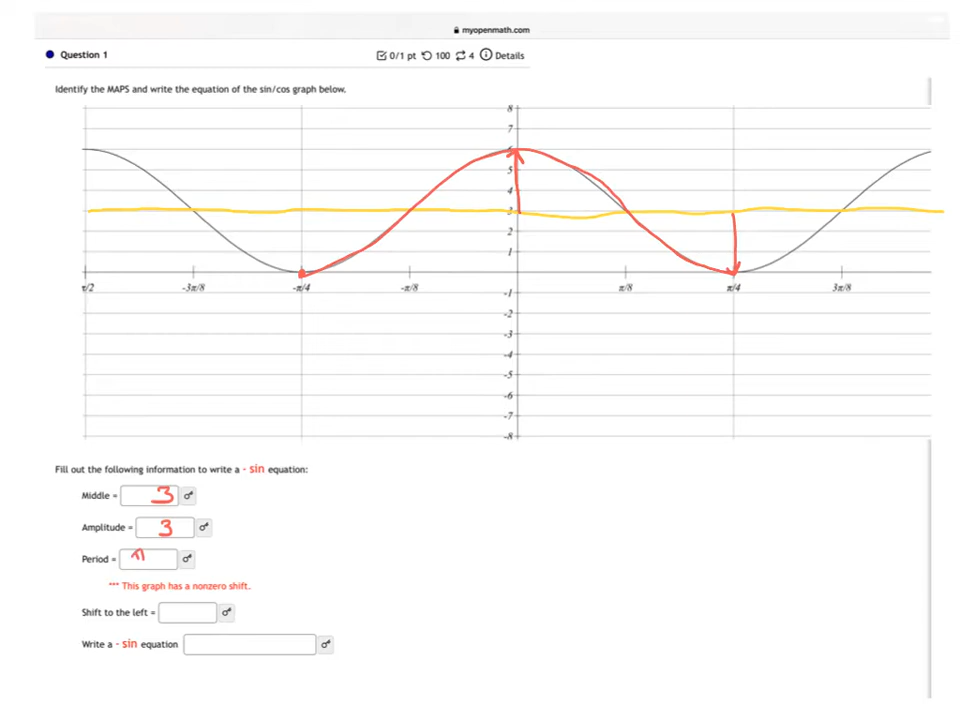 myopenmath.com
Question 1
0/1 pt 100 4 Details
Identify the MAPS and write the equation of the sin/cos graph below.
8
7
5
4
3
2
1
π/2 -3π/8 -π/4 -π/8 π/8 π/4 3π/8
-1
-2
-3
-4
-5
-6
-7
-8
Fill out the following information to write a - sin equation:
Middle = 3
Amplitude = 3
Period = π
*** This graph has a nonzero shift.
Shift to the left =
Write a - sin equation